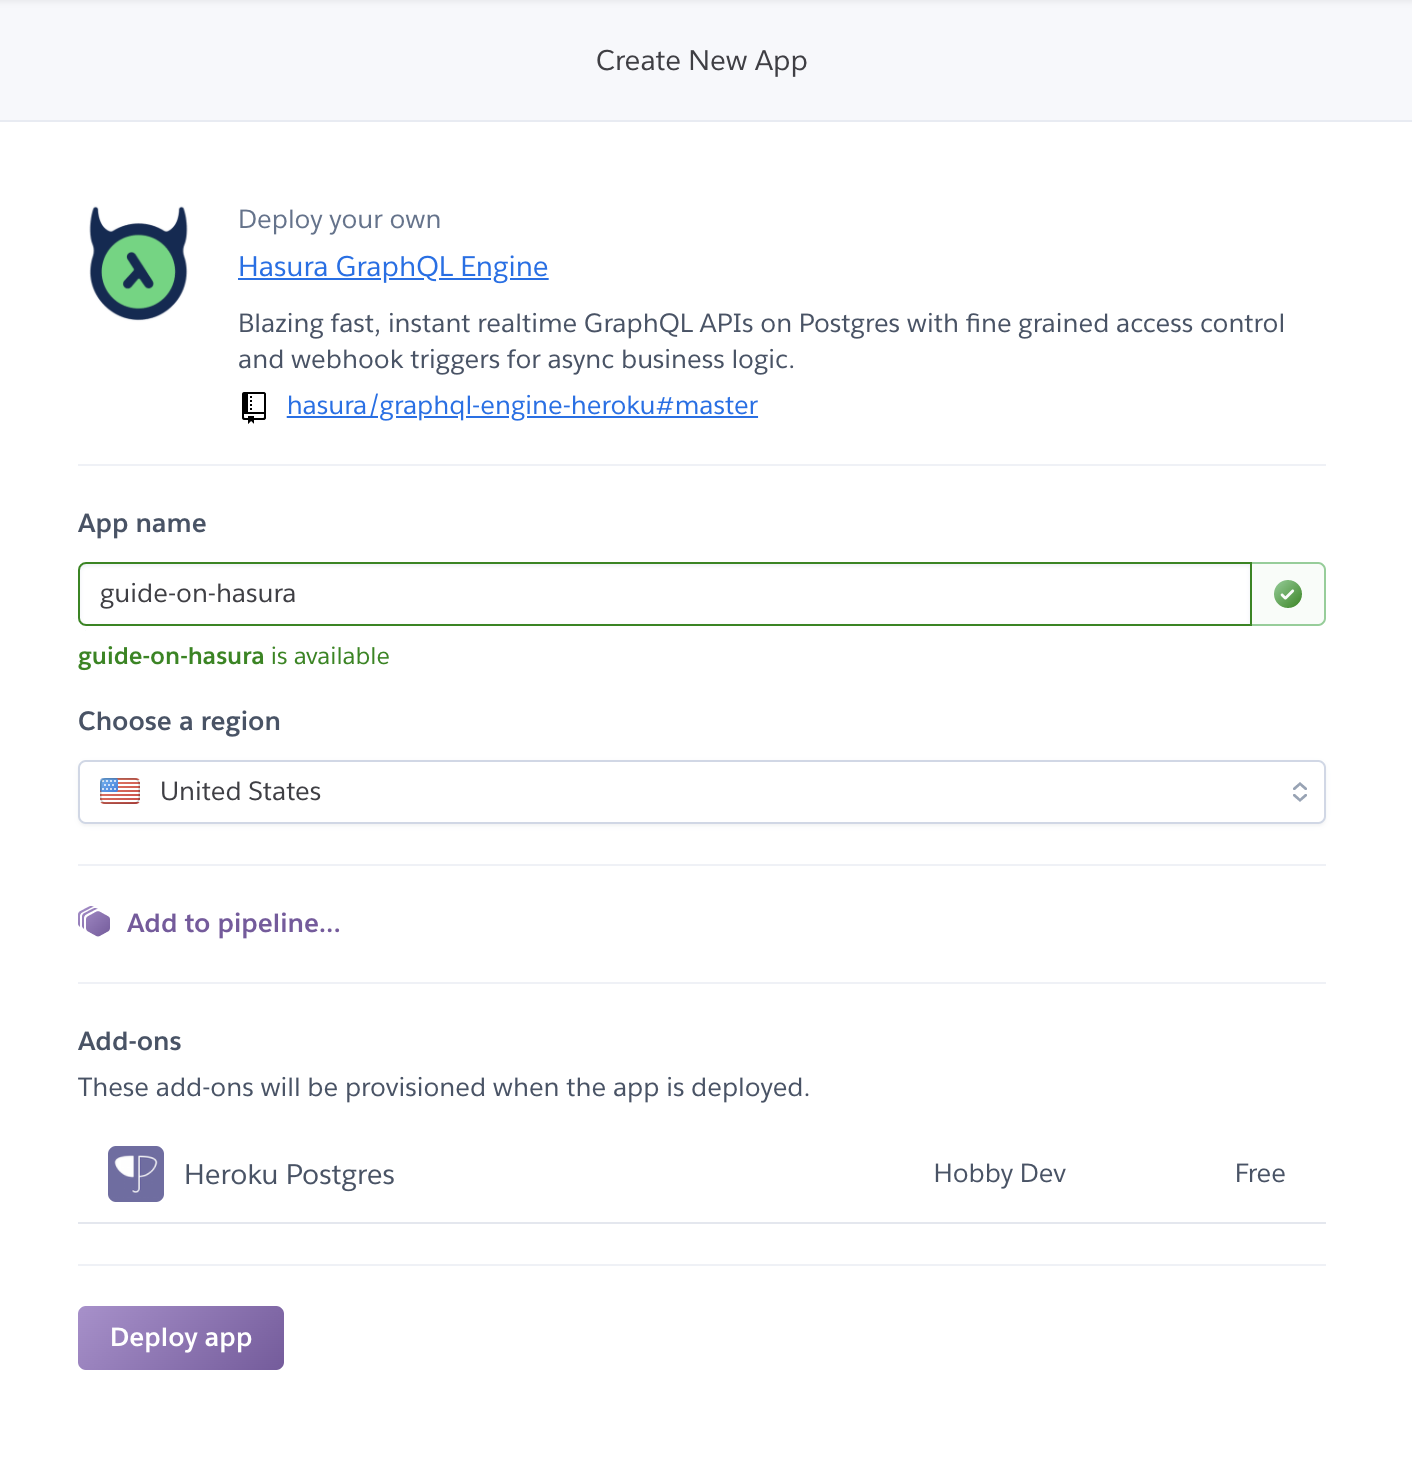 Create New App
Deploy your own
Hasura GraphQL Engine
Blazing fast, instant realtime GraphQL APIs on Postgres with fine grained access control
and webhook triggers for async business logic.
hasura/graphql-engine-heroku#master
App name
guide-on-hasura
guide-on-hasura is available
Choose a region
United States
Add to pipeline...
Add-ons
These add-ons will be provisioned when the app is deployed.
Heroku Postgres Hobby Dev Free
Deploy app